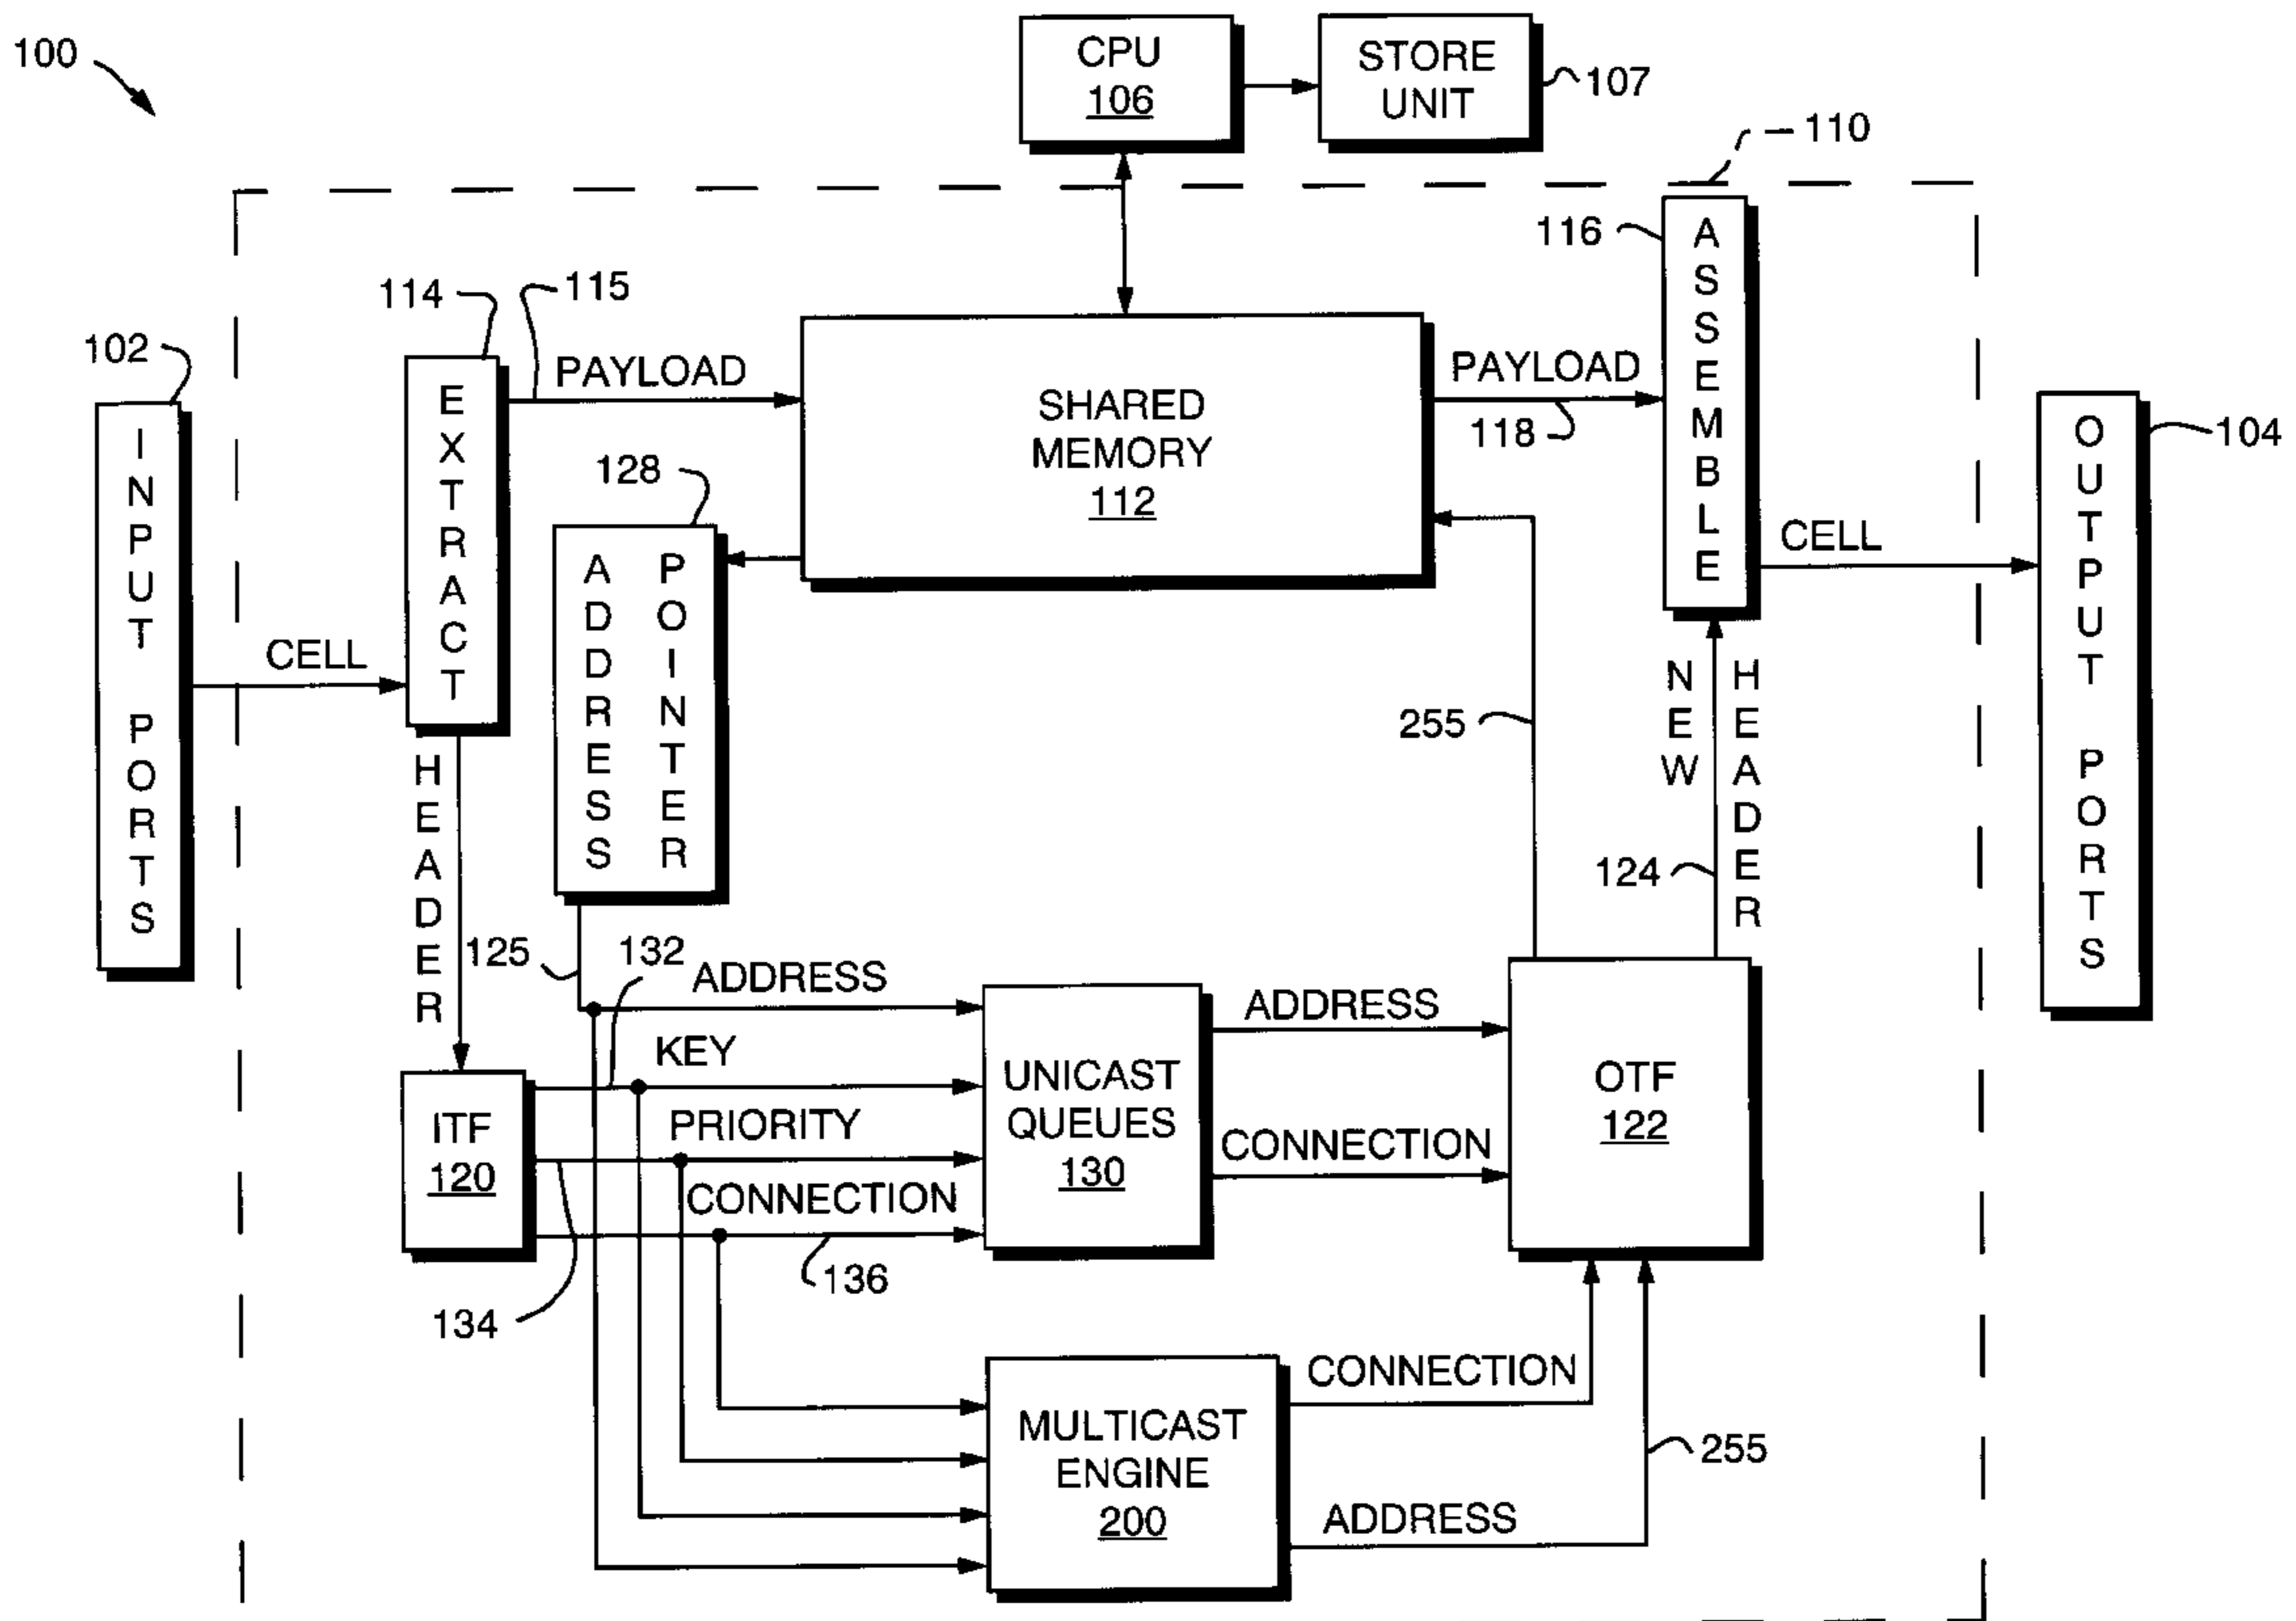 100
CPU
106
STORE
UNIT
107
110
116
ASSEMBLE
114
115
102
PAYLOAD
PAYLOAD
118
SHARED
MEMORY
112
EXTRACT
INPUT PORTS
128
ADDRESS
POINTER
104
OUTPUT PORTS
CELL
CELL
HEADER
NEW
HEADER
255
124
125
132
ADDRESS
KEY
PRIORITY
CONNECTION
136
134
ITF
120
UNICAST
QUEUES
130
ADDRESS
CONNECTION
OTF
122
MULTICAST
ENGINE
200
CONNECTION
ADDRESS
255